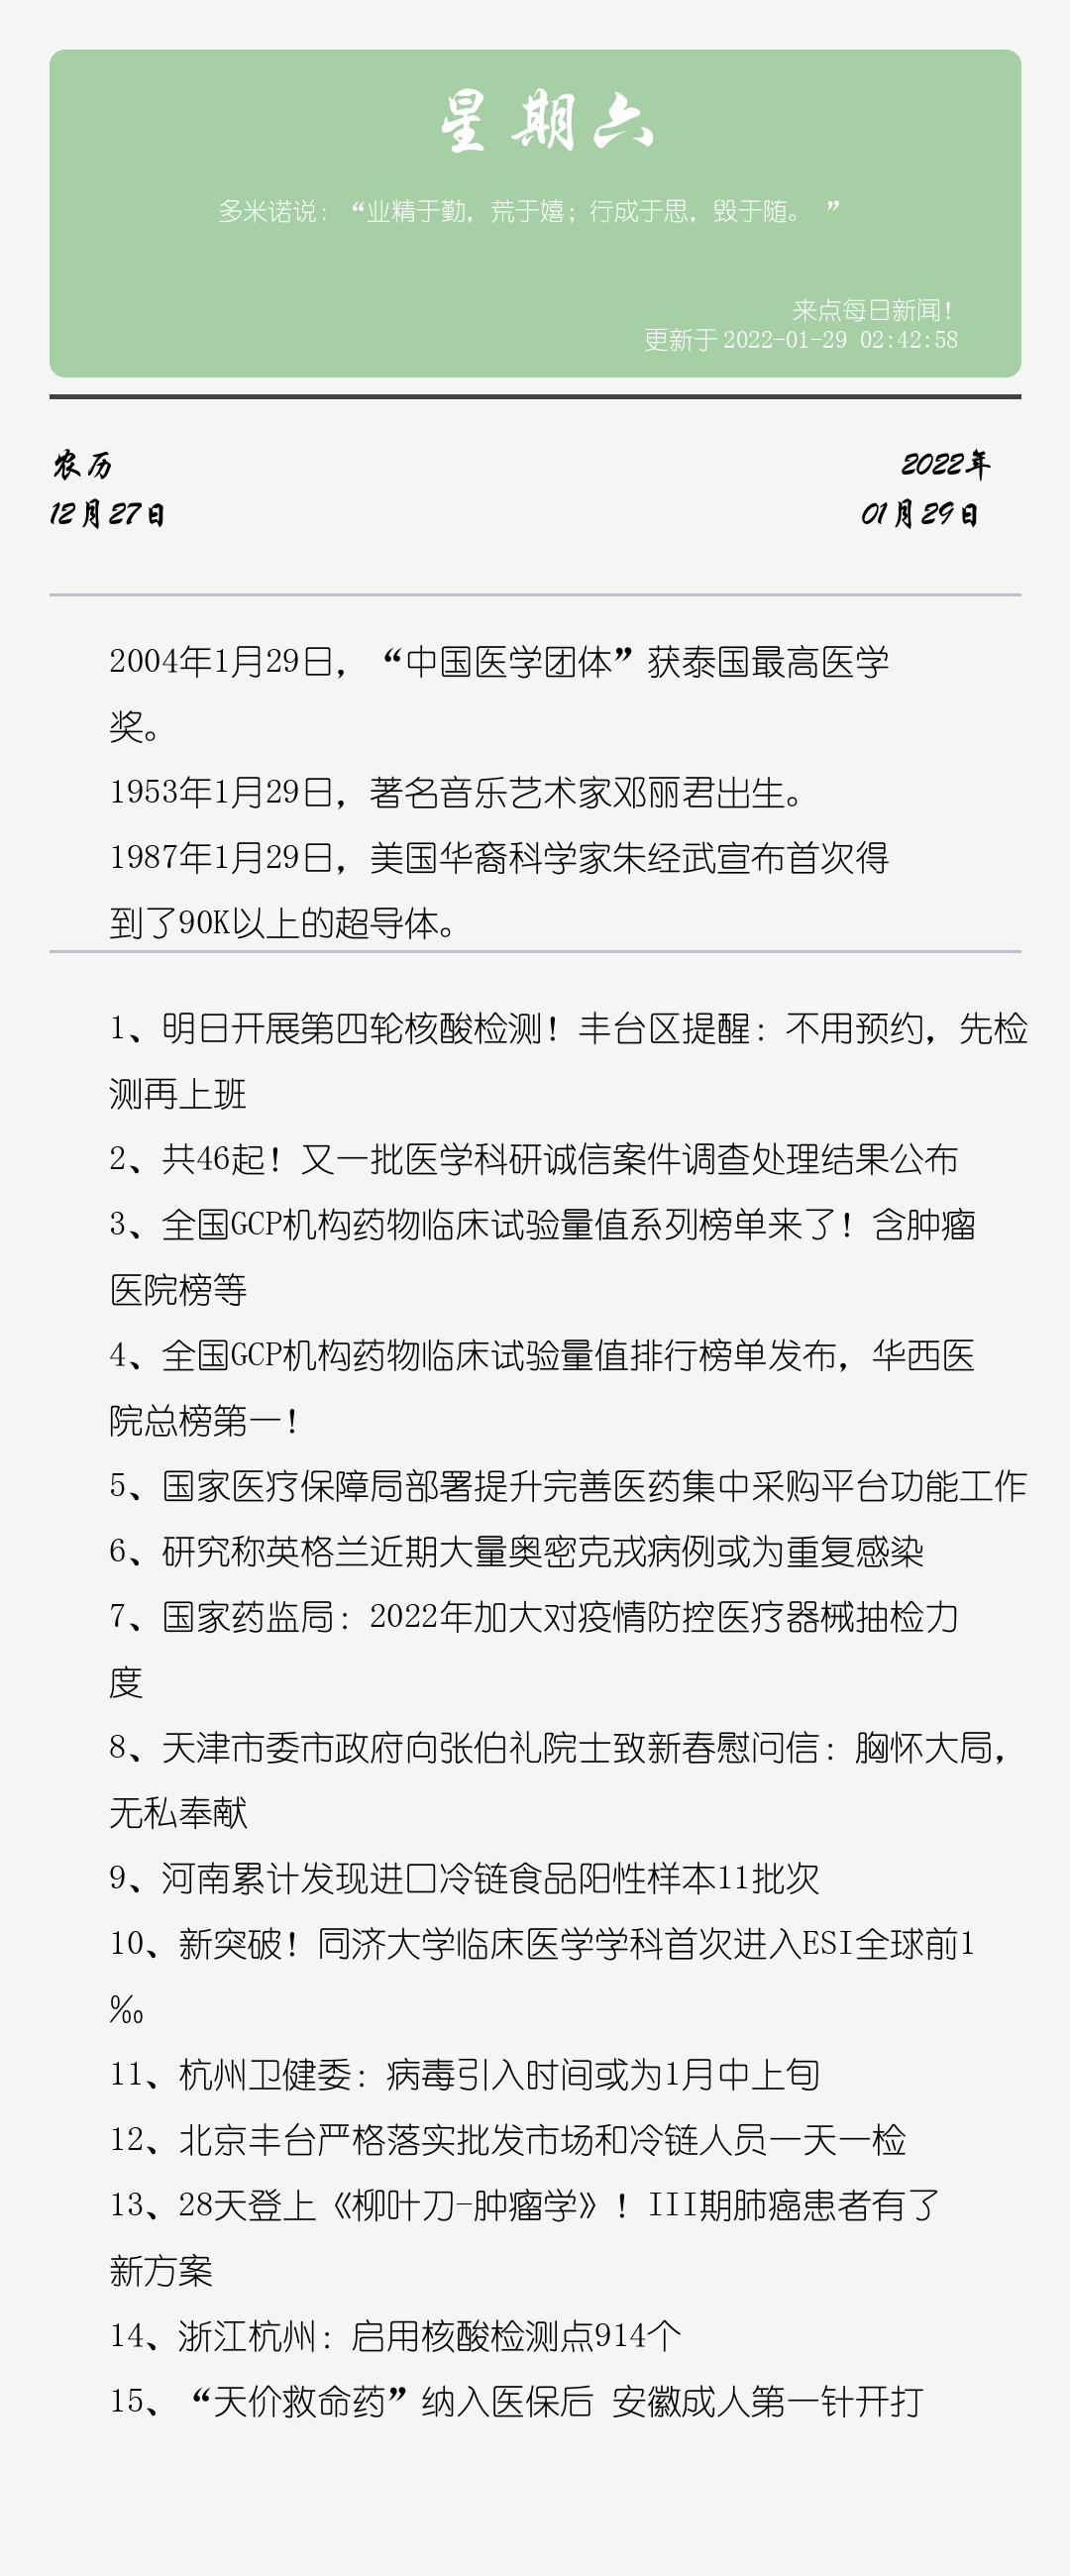 星期六
多米诺说：“业精于勤，荒于嬉；行成于思，毁于随。 ”
来点每日新闻！
更新于 2022-01-29 02:42:58
农历
2022年
12月27日
01月29日
2004年1月29日，“中国医学团体”获泰国最高医学
奖。
1953年1月29日，著名音乐艺术家邓丽君出生。
1987年1月29日，美国华裔科学家朱经武宣布首次得
到了90K以上的超导体。
1、明日开展第四轮核酸检测！丰台区提醒：不用预约，先检
测再上班
2、共46起！又一批医学科研诚信案件调查处理结果公布
3、全国GCP机构药物临床试验量值系列榜单来了！含肿瘤
医院榜等
4、全国GCP机构药物临床试验量值排行榜单发布，华西医
院总榜第一！
5、国家医疗保障局部署提升完善医药集中采购平台功能工作
6、研究称英格兰近期大量奥密克戎病例或为重复感染
7、国家药监局：2022年加大对疫情防控医疗器械抽检力
度
8、天津市委市政府向张伯礼院士致新春慰问信：胸怀大局，
无私奉献
9、河南累计发现进口冷链食品阳性样本11批次
10、新突破！同济大学临床医学学科首次进入ESI全球前1
‰
11、杭州卫健委：病毒引入时间或为1月中上旬
12、北京丰台严格落实批发市场和冷链人员一天一检
13、28天登上《柳叶刀-肿瘤学》！III期肺癌患者有了
新方案
14、浙江杭州：启用核酸检测点914个
15、“天价救命药”纳入医保后 安徽成人第一针开打